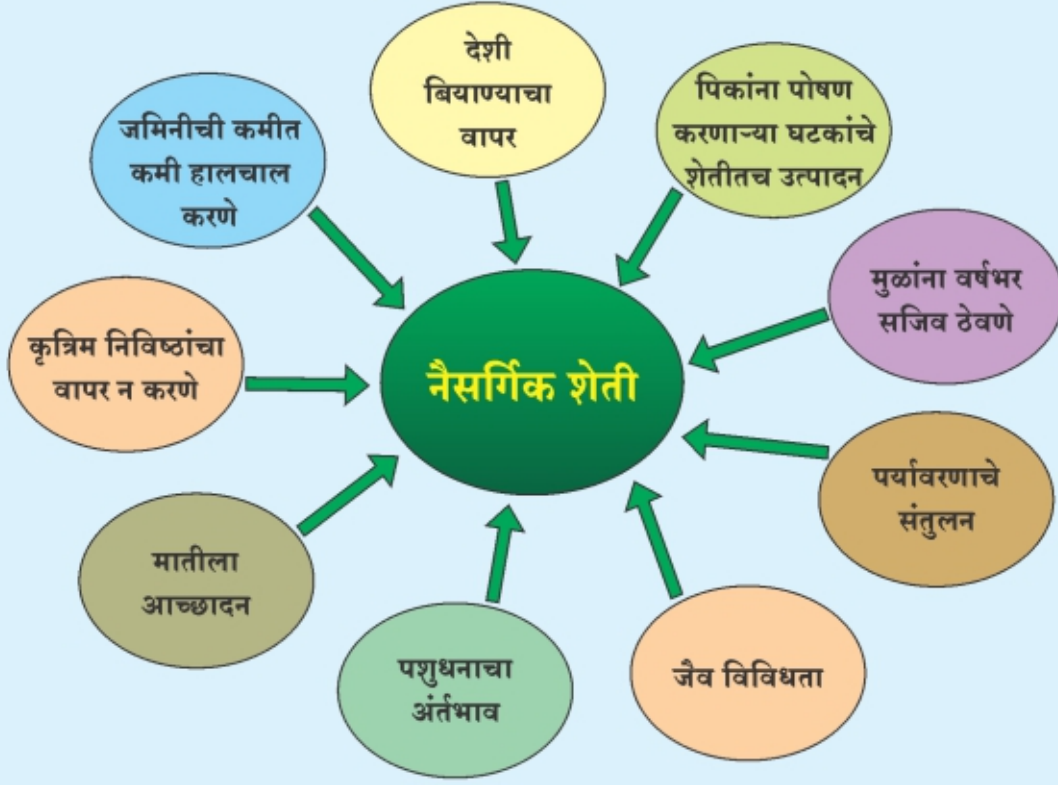 देशी
बियाण्याचा
वापर
पिकांना पोषण
करणाऱ्या घटकांचे
शेतीतच उत्पादन
मुळांना वर्षभर
सजिव ठेवणे
पर्यावरणाचे
संतुलन
जैव विविधता
पशुधनाचा
अंर्तभाव
मातीला
आच्छादन
कृत्रिम निविष्ठांचा
वापर न करणे
जमिनीची कमीत
कमी हालचाल
करणे
नैसर्गिक शेती